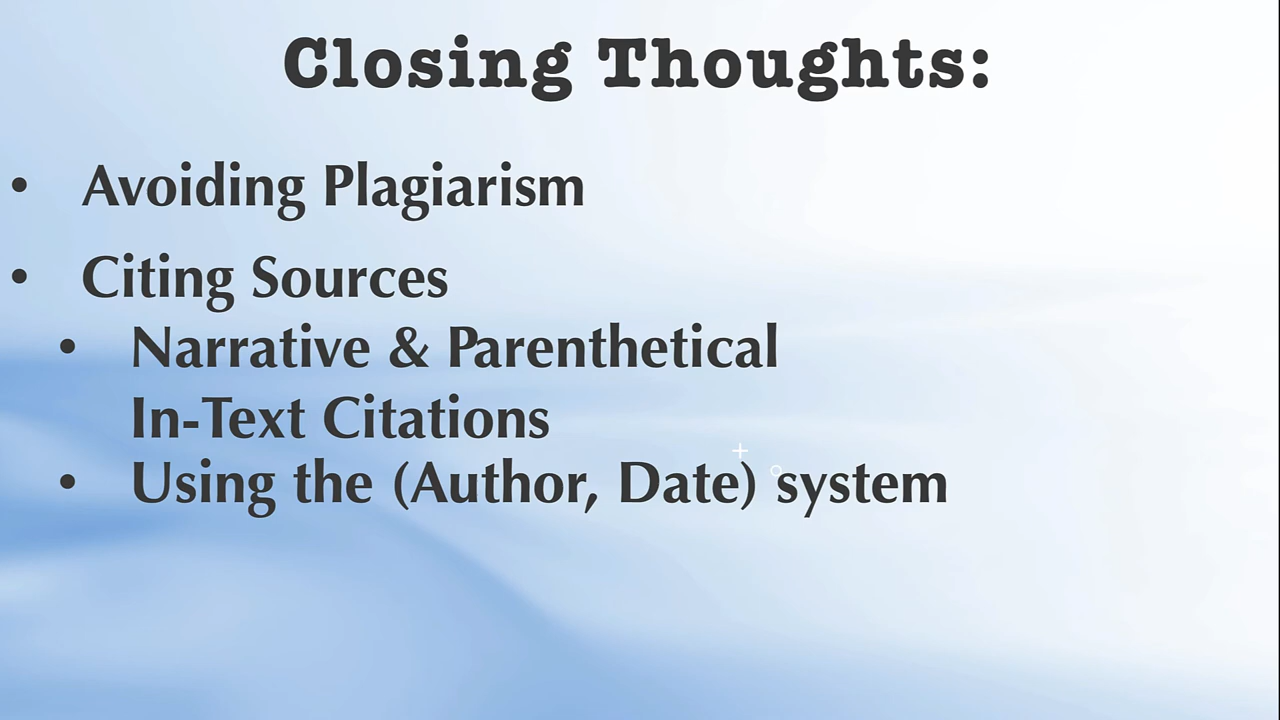 Closing Thoughts:
• Avoiding Plagiarism
• Citing Sources
• Narrative & Parenthetical
In-Text Citations
• Using the (Author, Date) system